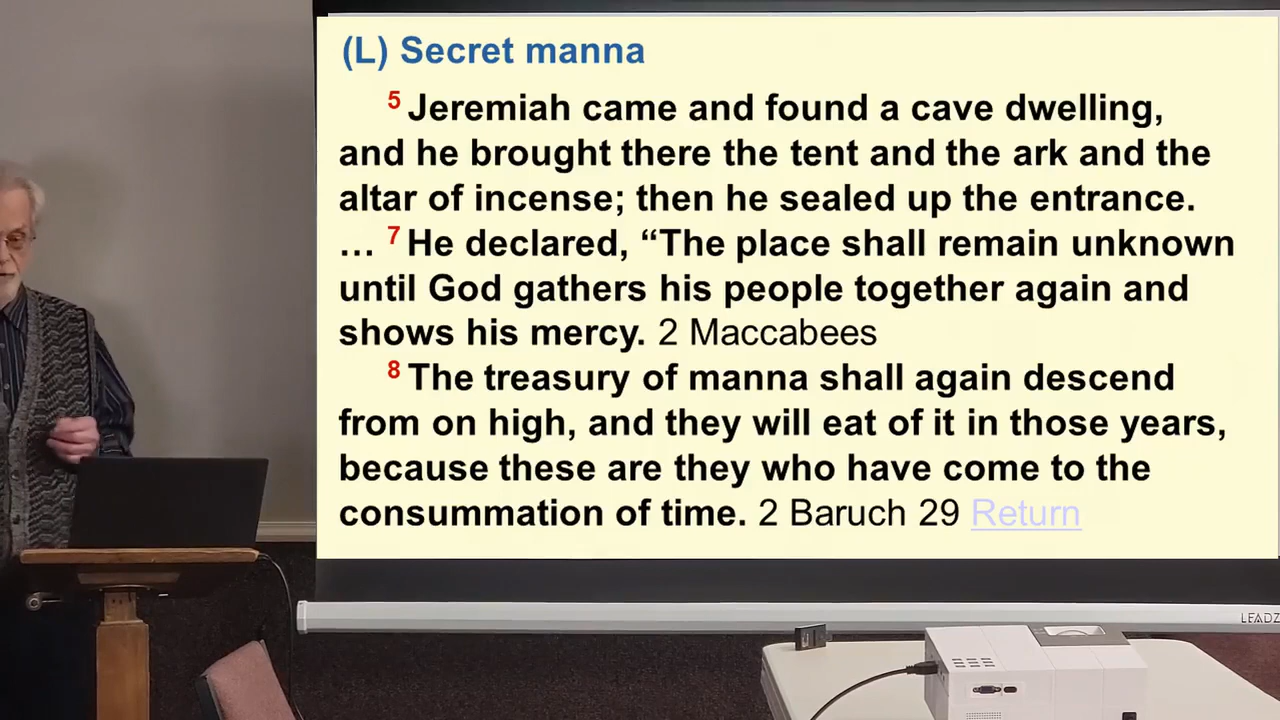 (L) Secret manna
5 Jeremiah came and found a cave dwelling,
and he brought there the tent and the ark and the
altar of incense; then he sealed up the entrance.
… 7 He declared, “The place shall remain unknown
until God gathers his people together again and
shows his mercy. 2 Maccabees
8 The treasury of manna shall again descend
from on high, and they will eat of it in those years,
because these are they who have come to the
consummation of time. 2 Baruch 29 Return
LEADZ